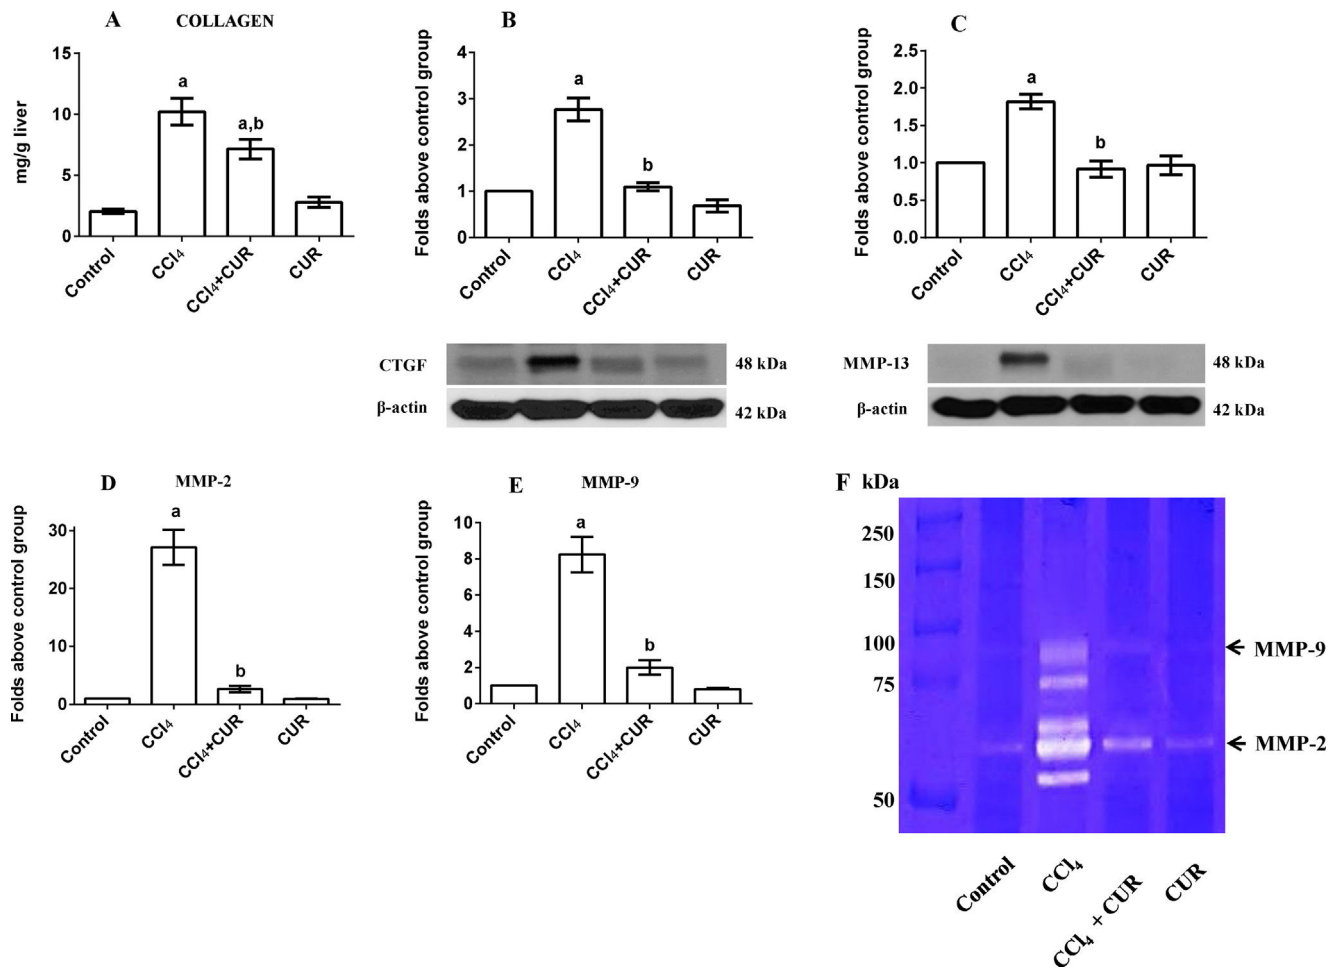 A COLLAGEN
mg/g liver
15
10
5
0
a
a,b
Control
CCl₄
CCl₄+CUR
CUR
B
Folds above control group
4
3
2
1
0
a
b
Control
CCl₄
CCl₄+CUR
CUR
CTGF 48 kDa
β-actin 42 kDa
C
Folds above control group
2.5
2.0
1.5
1.0
0.5
0.0
a
b
Control
CCl₄
CCl₄+CUR
CUR
MMP-13 48 kDa
β-actin 42 kDa
D MMP-2
Folds above control group
30
20
10
0
a
b
Control
CCl₄
CCl₄+CUR
CUR
E MMP-9
Folds above control group
10
8
6
4
2
0
a
b
Control
CCl₄
CCl₄+CUR
CUR
F kDa
250
150
100
75
50
MMP-9
MMP-2
Control
CCl₄
CCl₄ + CUR
CUR